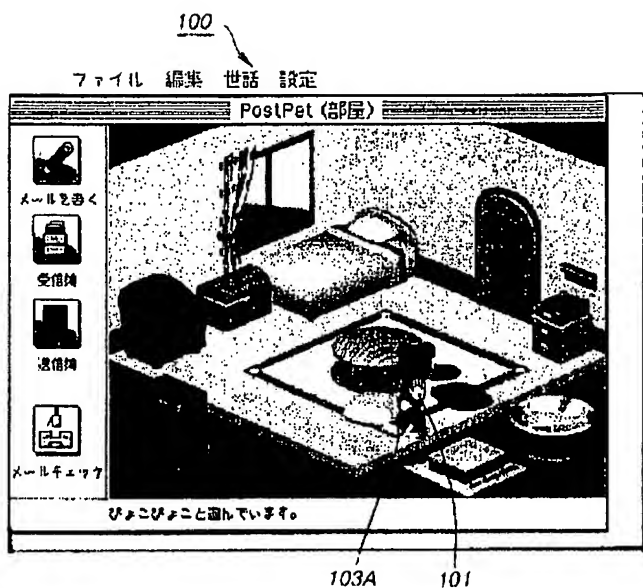 100
ファイル 編集 世話 設定
PostPet (部屋)
メールを書く
受信簿
送信簿
メールチェック
ぴょこぴょこと遊んでいます。
103A 101